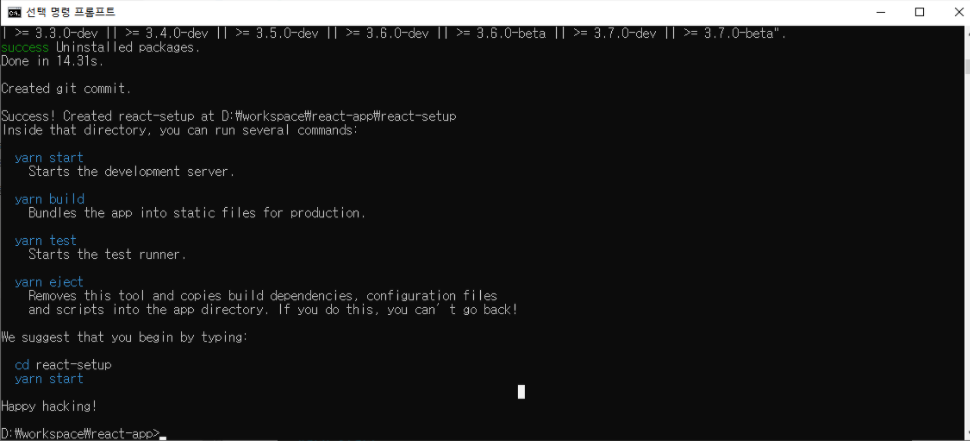 선택 명령 프롬프트
| >= 3.3.0-dev || >= 3.4.0-dev || >= 3.5.0-dev || >= 3.6.0-dev || >= 3.6.0-beta || >= 3.7.0-dev || >= 3.7.0-beta".
success Uninstalled packages.
Done in 14.31s.
Created git commit.
Success! Created react-setup at D:₩workspace₩react-app₩react-setup
Inside that directory, you can run several commands:
yarn start
Starts the development server.
yarn build
Bundles the app into static files for production.
yarn test
Starts the test runner.
yarn eject
Removes this tool and copies build dependencies, configuration files
and scripts into the app directory. If you do this, you can't go back!
We suggest that you begin by typing:
cd react-setup
yarn start
Happy hacking!
D:₩workspace₩react-app>